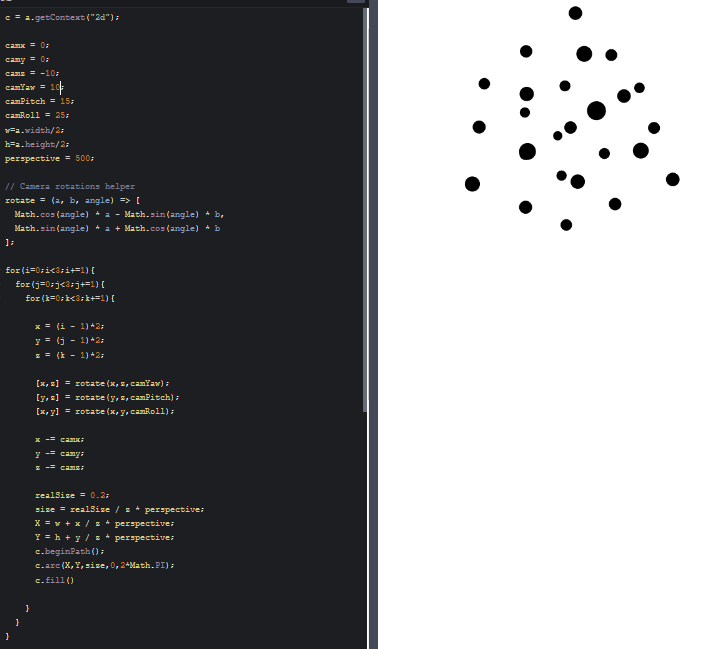 c = a.getContext("2d");
camx = 0;
camy = 0;
camz = -10;
camYaw = 10;
camPitch = 15;
camRoll = 25;
w=a.width/2;
h=a.height/2;
perspective = 500;
// Camera rotations helper
rotate = (a, b, angle) => [
Math.cos(angle) * a - Math.sin(angle) * b,
Math.sin(angle) * a + Math.cos(angle) * b
];
for(i=0;i<3;i+=1){
for(j=0;j<3;j+=1){
for(k=0;k<3;k+=1){
x = (i - 1)*2;
y = (j - 1)*2;
z = (k - 1)*2;
[x,z] = rotate(x,z,camYaw);
[y,z] = rotate(y,z,camPitch);
[x,y] = rotate(x,y,camRoll);
x -= camx;
y -= camy;
z -= camz;
realSize = 0.2;
size = realSize / z * perspective;
X = w + x / z * perspective;
Y = h + y / z * perspective;
c.beginPath();
c.arc(X,Y,size,0,2*Math.PI);
c.fill()
}
}
}